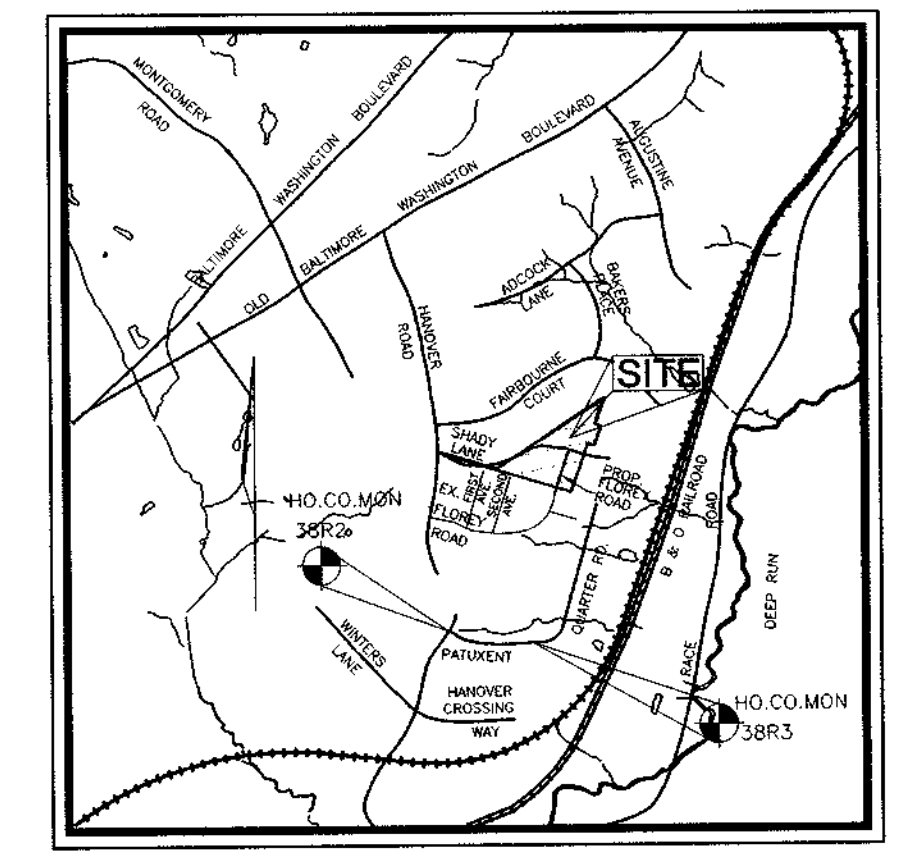 MONTGOMERY
ROAD
BALTIMORE WASHINGTON BOULEVARD
OLD BALTIMORE WASHINGTON BOULEVARD
AUGUSTINE
AVENUE
ADCOCK
LANE
BAKERS
PLACE
HANOVER
ROAD
FAIRBOURNE
COURT
SITE
SHADY
LANE
EX.
FLOREY
ROAD
FIRST
AVE.
SECOND
AVE.
PROP.
FLOREY
ROAD
B & O RAILROAD
RACE ROAD
DEEP RUN
HO.CO.MON
38R2
WINTERS
LANE
PATUXENT QUARTER RD.
HANOVER
CROSSING
WAY
HO.CO.MON
38R3